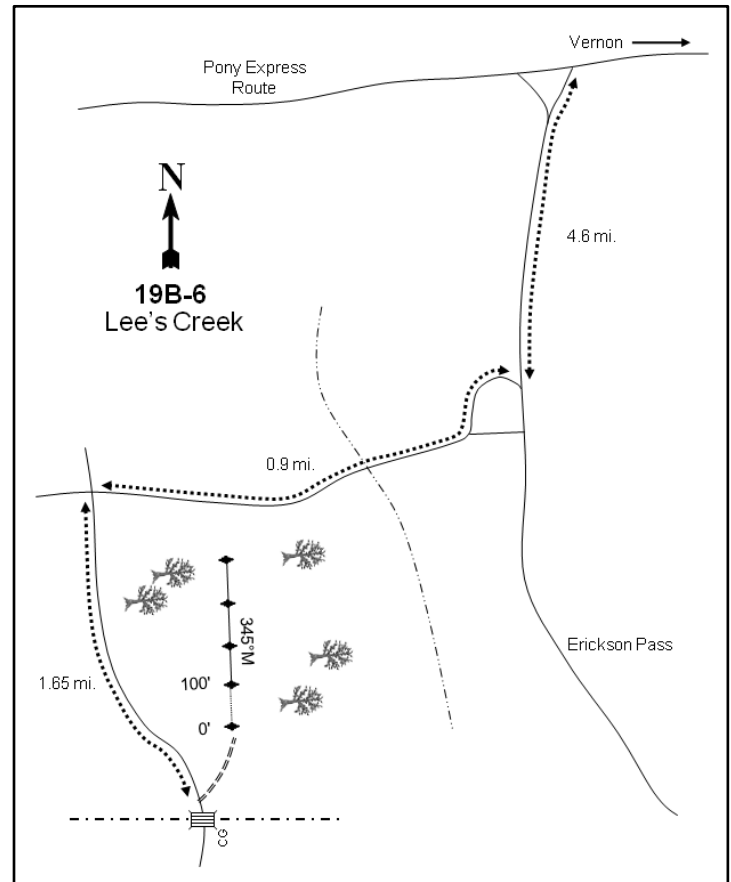 Vernon
Pony Express
Route
N
4.6 mi.
19B-6
Lee's Creek
0.9 mi.
345°M
Erickson Pass
1.65 mi.
100'
0'
CG